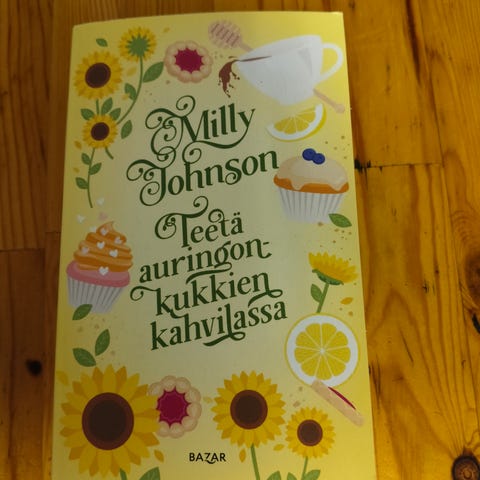 Milly
Johnson
Teetä
auringon-
kukkien
kahvilassa
BAZAR